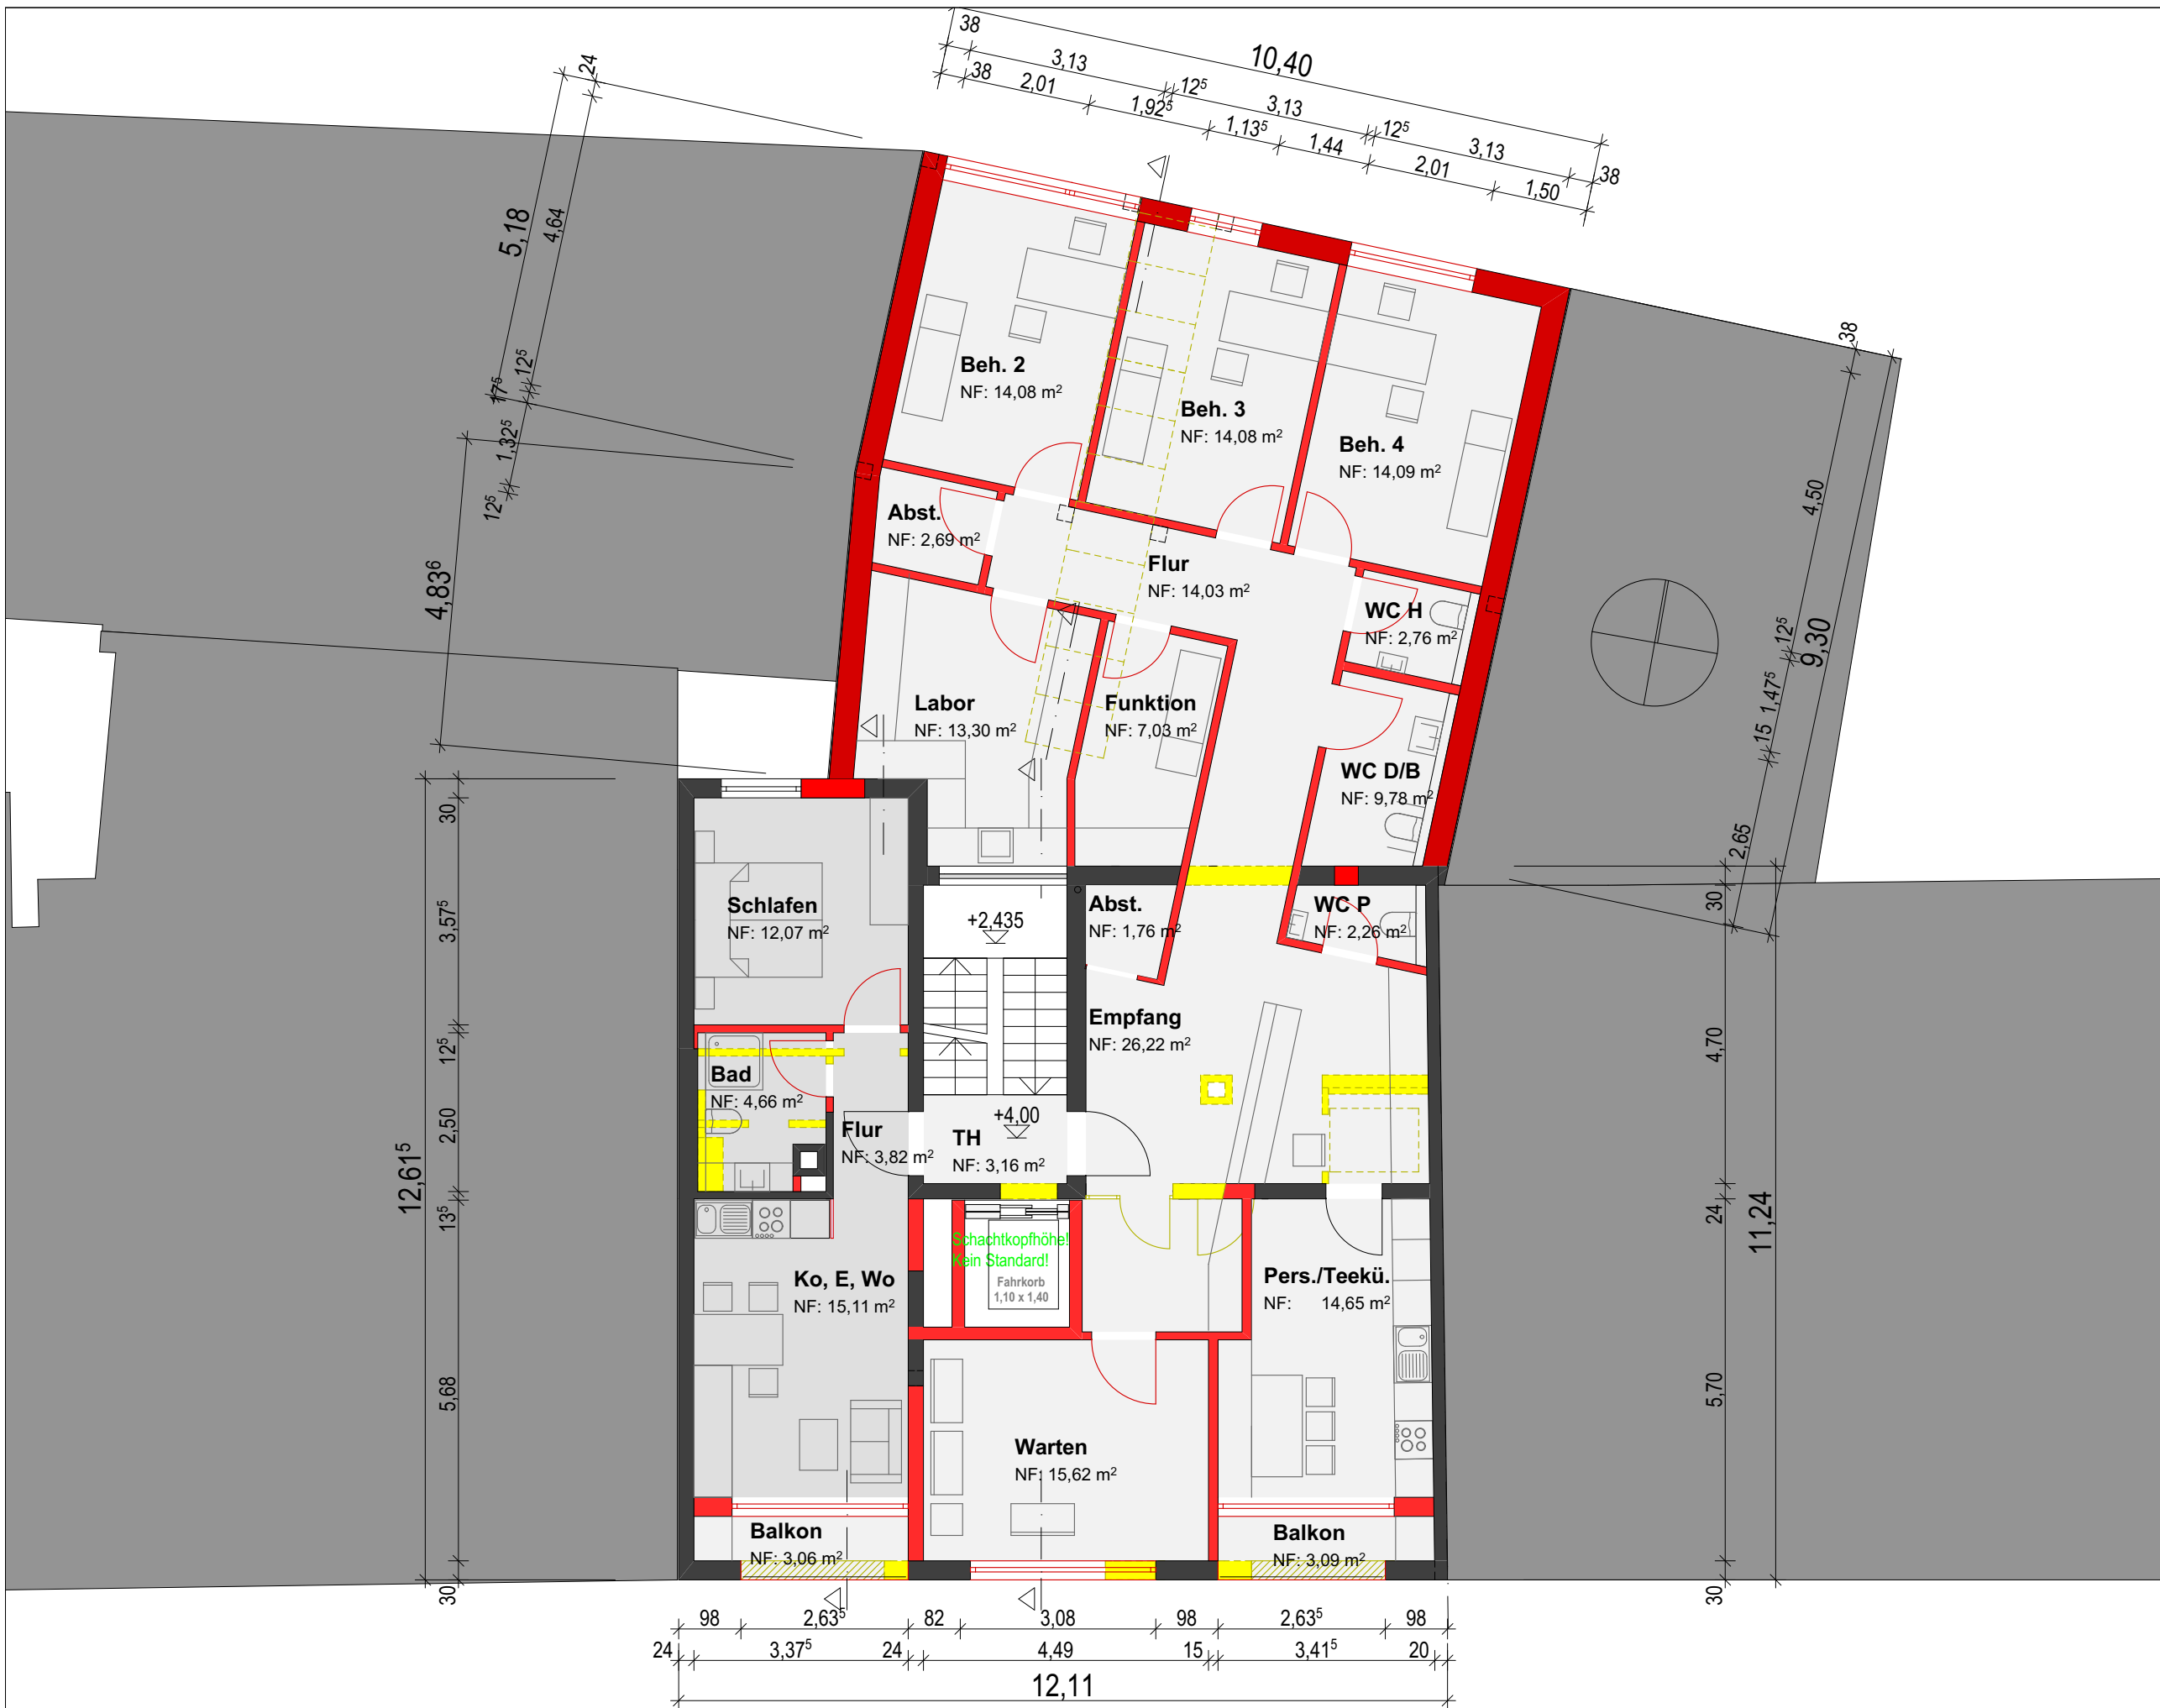 38
3,13
10,40
38
2,01
12⁵
1,92⁵
3,13
1,13⁵
12⁵
1,44
3,13
2,01
38
1,50
24
5,18
4,64
12⁵
17⁵
1,32⁵
12⁵
4,83⁶
38
4,50
12⁵
9,30
1,47⁵
15
2,65
Beh. 2
NF: 14,08 m²
Beh. 3
NF: 14,08 m²
Beh. 4
NF: 14,09 m²
Abst.
NF: 2,69 m²
Flur
NF: 14,03 m²
WC H
NF: 2,76 m²
Labor
NF: 13,30 m²
Funktion
NF: 7,03 m²
WC D/B
NF: 9,78 m²
Schlafen
NF: 12,07 m²
+2,435
Abst.
NF: 1,76 m²
WC P
NF: 2,26 m²
Empfang
NF: 26,22 m²
Bad
NF: 4,66 m²
Flur
NF: 3,82 m²
+4,00
TH
NF: 3,16 m²
Schachtkopfhöhe!
Kein Standard!
Fahrkorb
1,10 x 1,40
Ko, E, Wo
NF: 15,11 m²
Pers./Teekü.
NF: 14,65 m²
Warten
NF: 15,62 m²
Balkon
NF: 3,06 m²
Balkon
NF: 3,09 m²
30
3,57⁵
12⁵
2,50
12,61⁵
13⁵
5,68
30
30
4,70
24
11,24
5,70
30
98
2,63⁵
82
3,08
98
2,63⁵
98
24
3,37⁵
24
4,49
15
3,41⁵
20
12,11